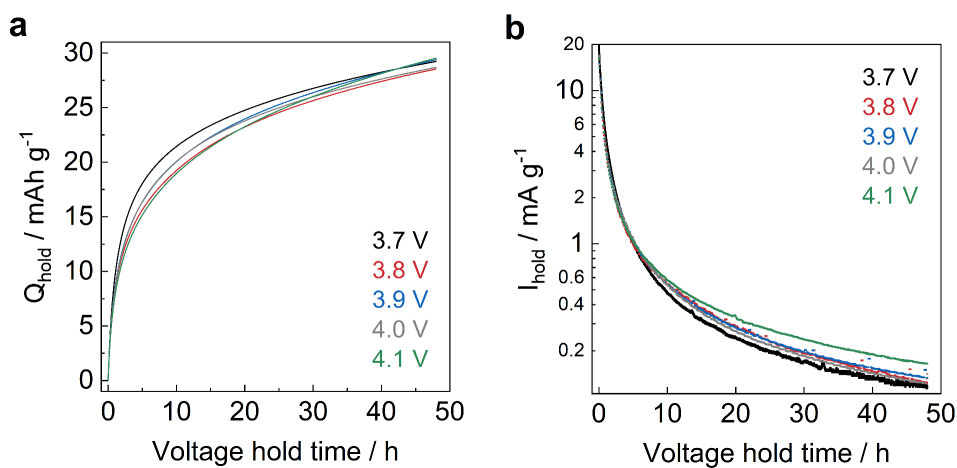 a
30
25
20
15
10
5
0
Qhold / mAh g-1
3.7 V
3.8 V
3.9 V
4.0 V
4.1 V
0 10 20 30 40 50
Voltage hold time / h
b
20
10
6
4
2
1
0.6
0.4
0.2
Ihold / mA g-1
3.7 V
3.8 V
3.9 V
4.0 V
4.1 V
0 10 20 30 40 50
Voltage hold time / h